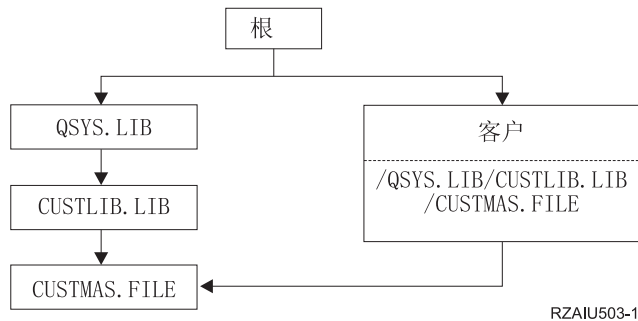 根
QSYS.LIB
CUSTLIB.LIB
CUSTMAS.FILE
客户
/QSYS.LIB/CUSTLIB.LIB
/CUSTMAS.FILE
RZAIU503-1